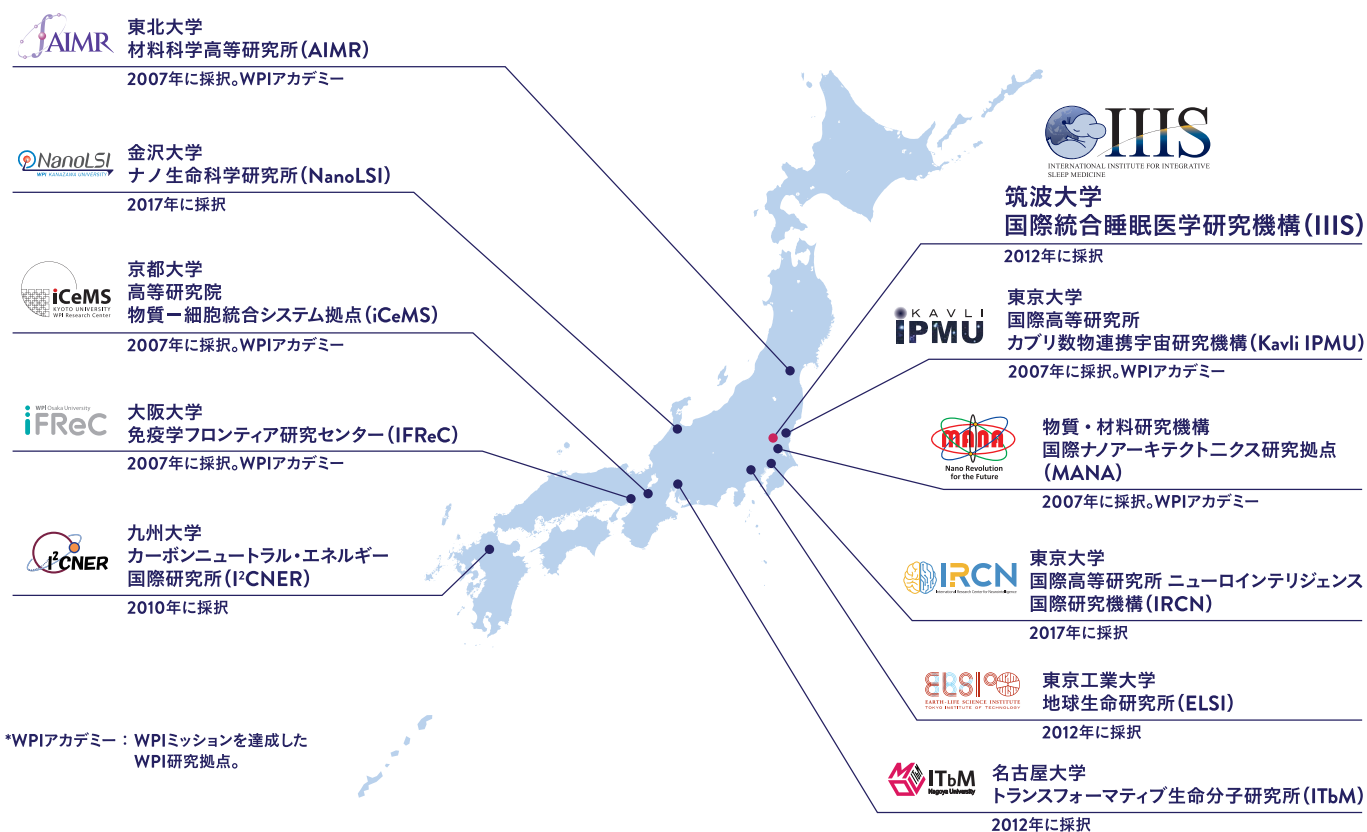 AIMR
東北大学
材料科学高等研究所(AIMR)
2007年に採択。WPIアカデミー
NanoLSI
WPI KANAZAWA UNIVERSITY
金沢大学
ナノ生命科学研究所(NanoLSI)
2017年に採択
iCeMS
KYOTO UNIVERSITY
WPI Research Center
京都大学
高等研究院
物質ー細胞統合システム拠点(iCeMS)
2007年に採択。WPIアカデミー
WPI Osaka University
iFReC
大阪大学
免疫学フロンティア研究センター(IFReC)
2007年に採択。WPIアカデミー
I²CNER
九州大学
カーボンニュートラル・エネルギー
国際研究所(I²CNER)
2010年に採択
*WPIアカデミー：WPIミッションを達成した
WPI研究拠点。
IIIS
INTERNATIONAL INSTITUTE FOR INTEGRATIVE
SLEEP MEDICINE
筑波大学
国際統合睡眠医学研究機構(IIIS)
2012年に採択
KAVLI
IPMU
東京大学
国際高等研究所
カブリ数物連携宇宙研究機構(Kavli IPMU)
2007年に採択。WPIアカデミー
MANA
Nano Revolution
for the Future
物質・材料研究機構
国際ナノアーキテクトニクス研究拠点
(MANA)
2007年に採択。WPIアカデミー
IRCN
International Research Center for Neurointelligence
東京大学
国際高等研究所 ニューロインテリジェンス
国際研究機構(IRCN)
2017年に採択
ELSI
EARTH-LIFE SCIENCE INSTITUTE
TOKYO INSTITUTE OF TECHNOLOGY
東京工業大学
地球生命研究所(ELSI)
2012年に採択
ITbM
Nagoya University
名古屋大学
トランスフォーマティブ生命分子研究所(ITbM)
2012年に採択